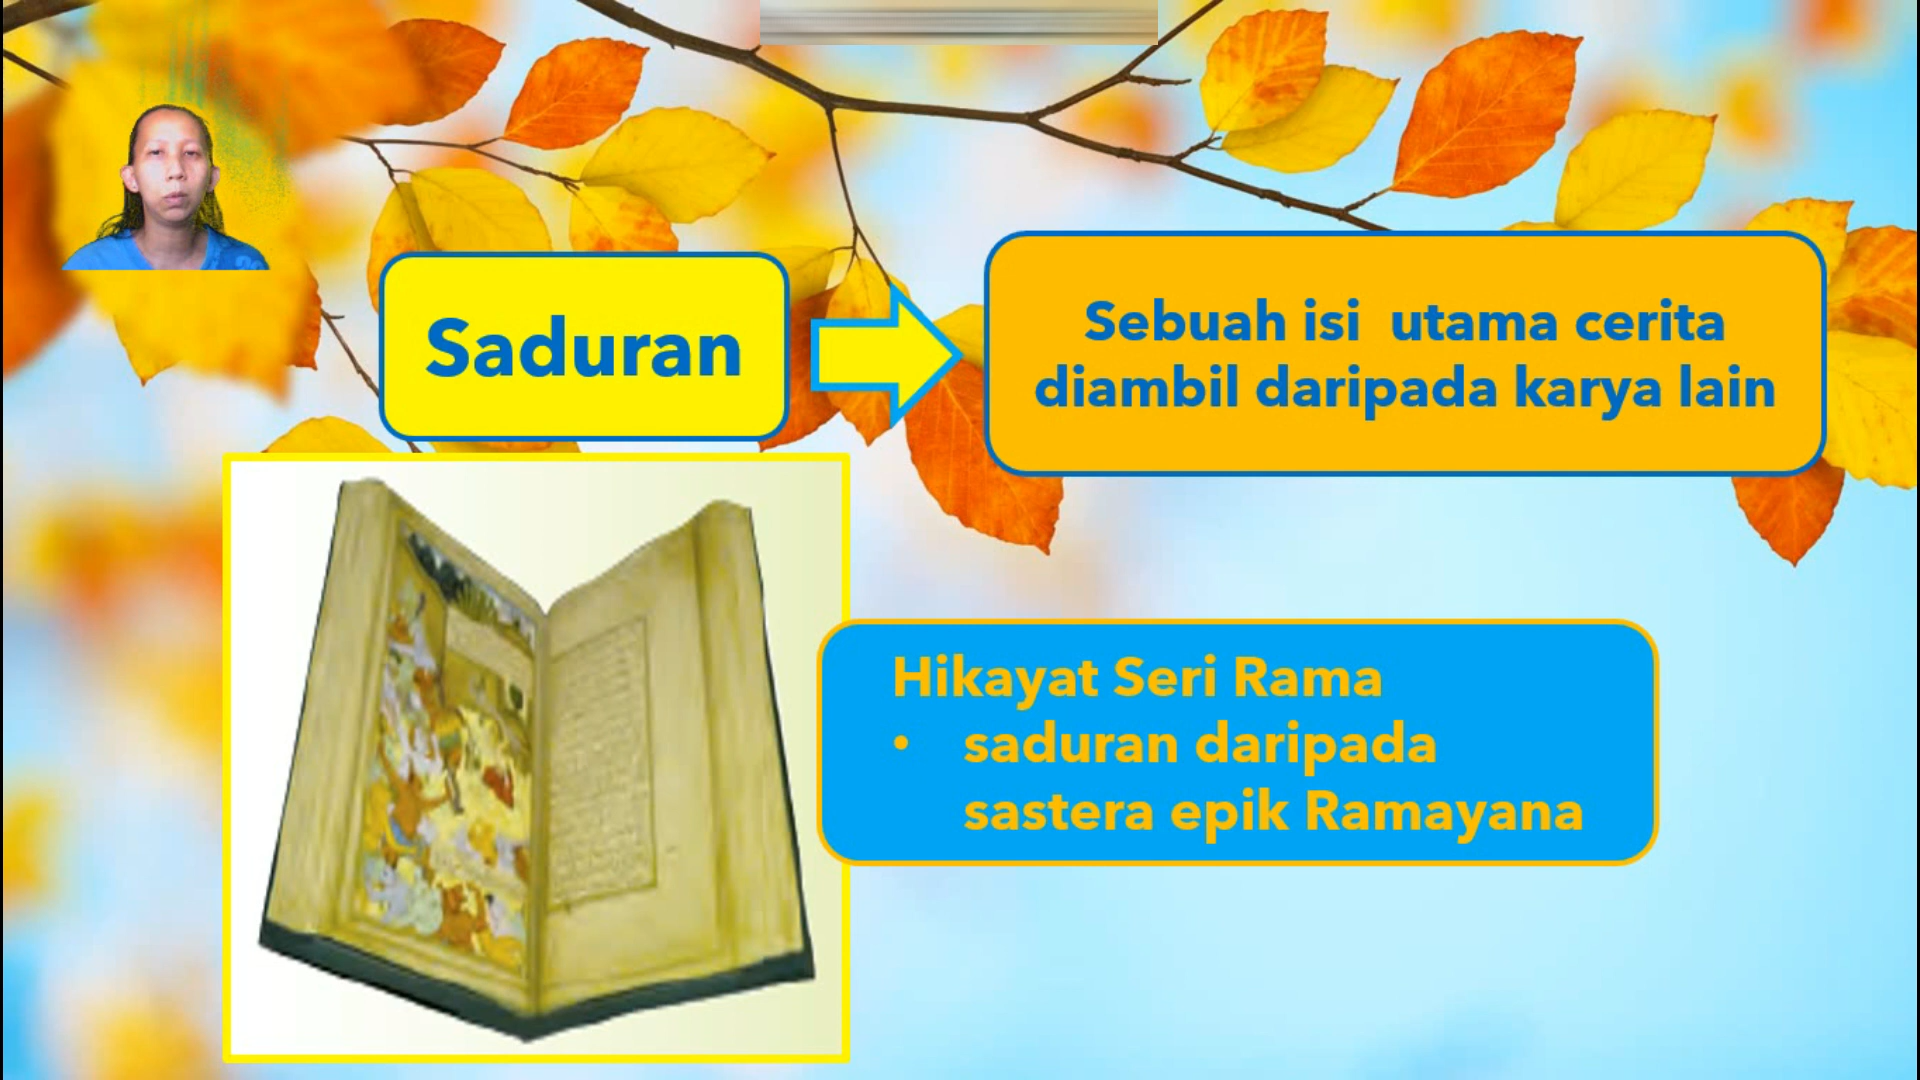 Saduran
Sebuah isi utama cerita
diambil daripada karya lain
Hikayat Seri Rama
• saduran daripada
sastera epik Ramayana